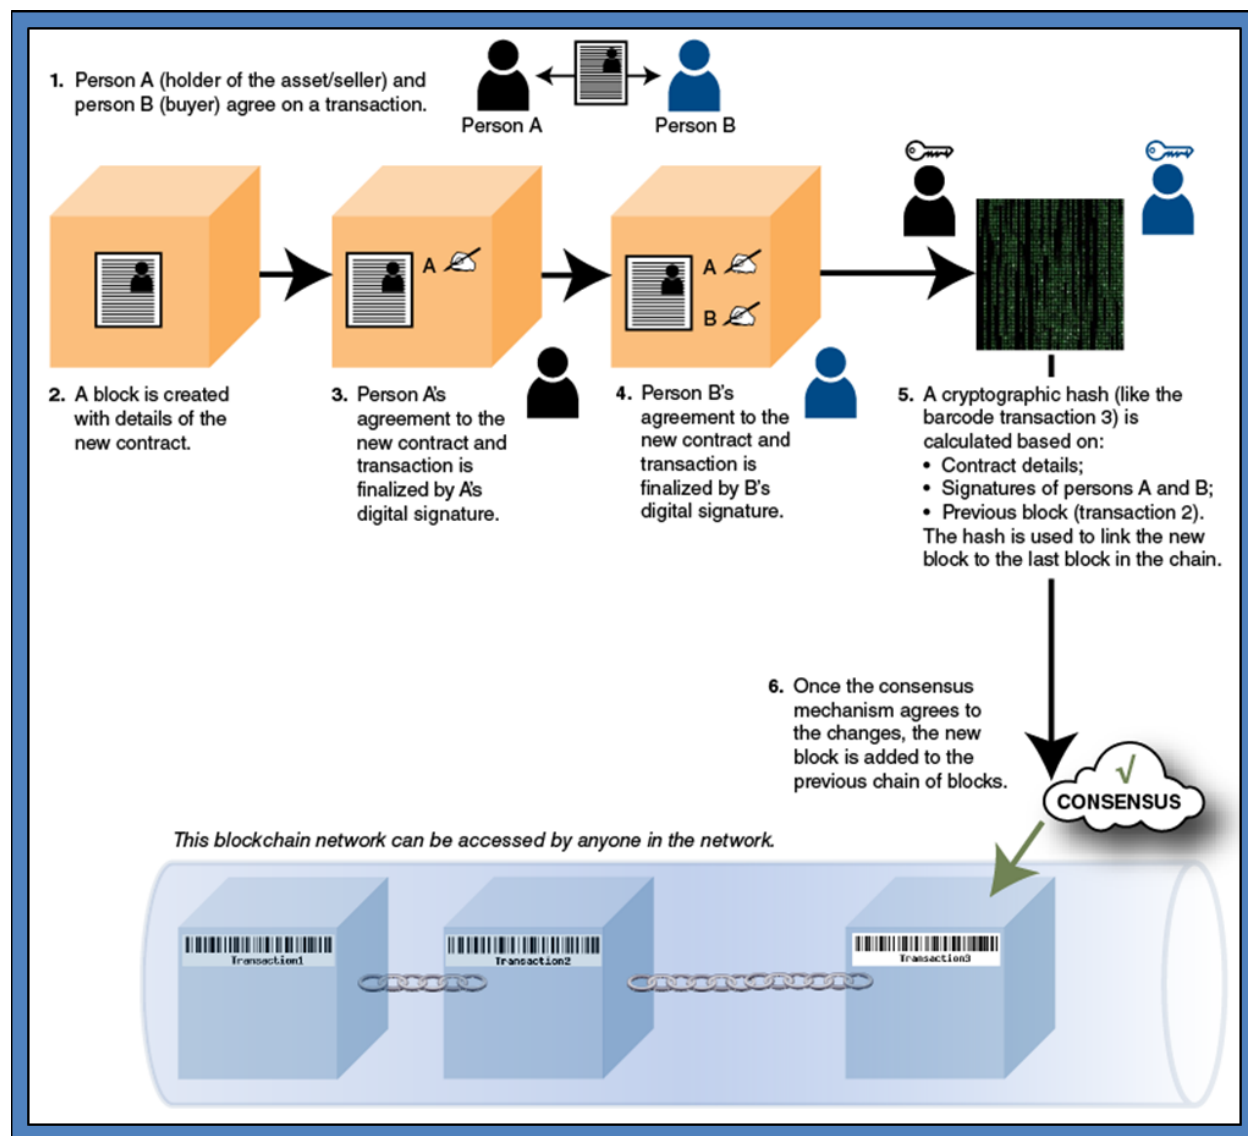 1. Person A (holder of the asset/seller) and
person B (buyer) agree on a transaction.
Person A
Person B
A
A
B
2. A block is created
with details of the
new contract.
3. Person A's
agreement to the
new contract and
transaction is
finalized by A's
digital signature.
4. Person B's
agreement to the
new contract and
transaction is
finalized by B's
digital signature.
5. A cryptographic hash (like the
barcode transaction 3) is
calculated based on:
• Contract details;
• Signatures of persons A and B;
• Previous block (transaction 2).
The hash is used to link the new
block to the last block in the chain.
6. Once the consensus
mechanism agrees to
the changes, the new
block is added to the
previous chain of blocks.
√
CONSENSUS
This blockchain network can be accessed by anyone in the network.
Transaction1
Transaction2
Transaction3